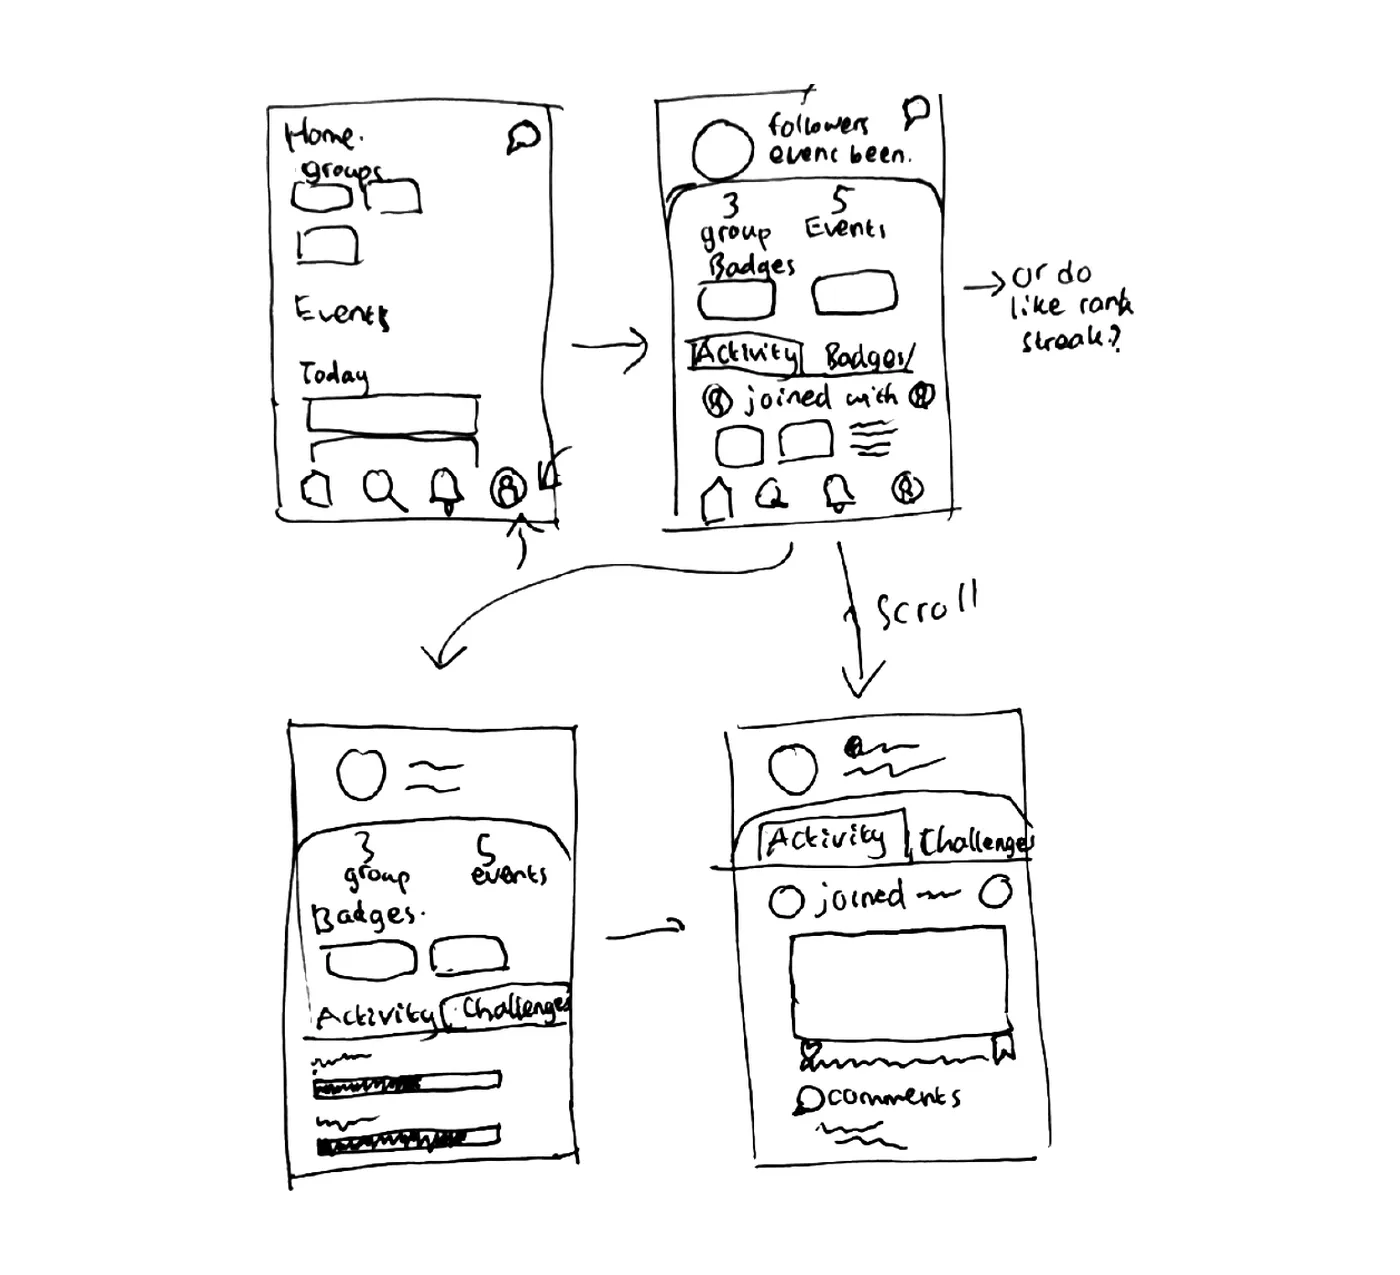 Home.
groups
Events
Today
followers
event been.
3 5
group Events
Badges
Activity Badges/
joined with
→ or do
like rank
streak?
scroll
3 5
group events
Badges.
Activity Challenges
Activity Challenges
joined
comments